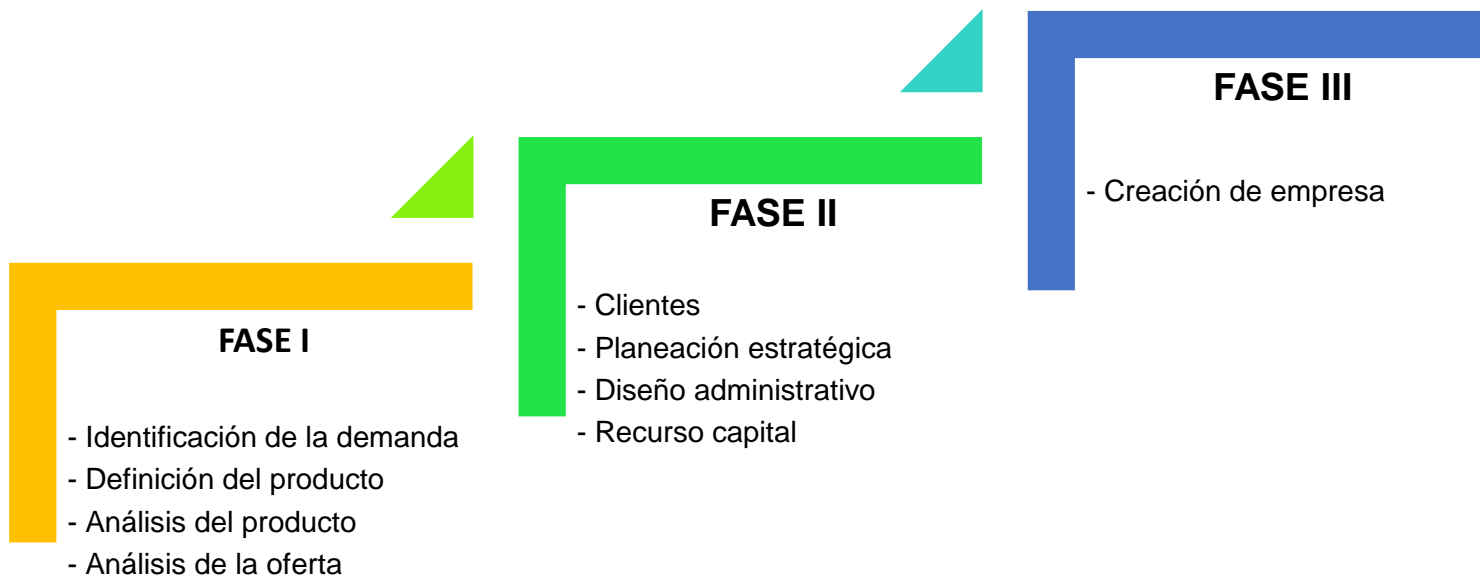 FASE I
- Identificación de la demanda
- Definición del producto
- Análisis del producto
- Análisis de la oferta
FASE II
- Clientes
- Planeación estratégica
- Diseño administrativo
- Recurso capital
FASE III
- Creación de empresa